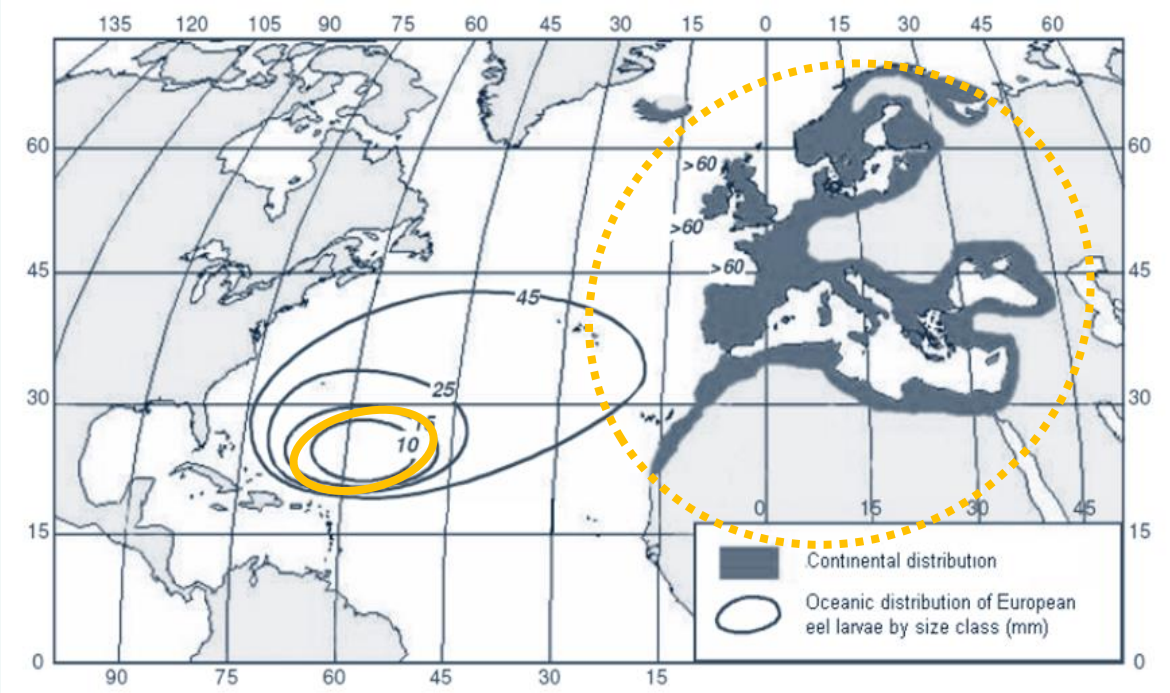 135 120 105 90 75 60 45 30 15 0 15 30 45 60
60 >60 60
>60
45 >60 45
45
25
30 30
15
10
0 15 30 45
15 15
Continental distribution
Oceanic distribution of European
eel larvae by size class (mm)
0 0
90 75 60 45 30 15